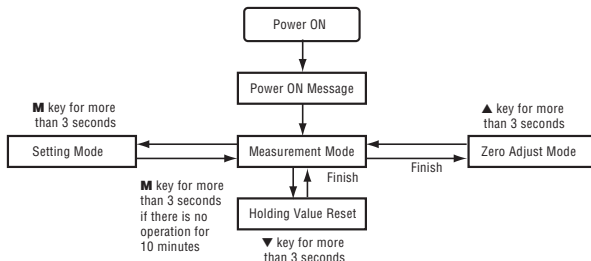 Power ON
Power ON Message
M key for more
than 3 seconds
▲ key for more
than 3 seconds
Setting Mode
Measurement Mode
Zero Adjust Mode
Finish
Finish
M key for more
than 3 seconds
if there is no
operation for
10 minutes
Holding Value Reset
▼ key for more
than 3 seconds